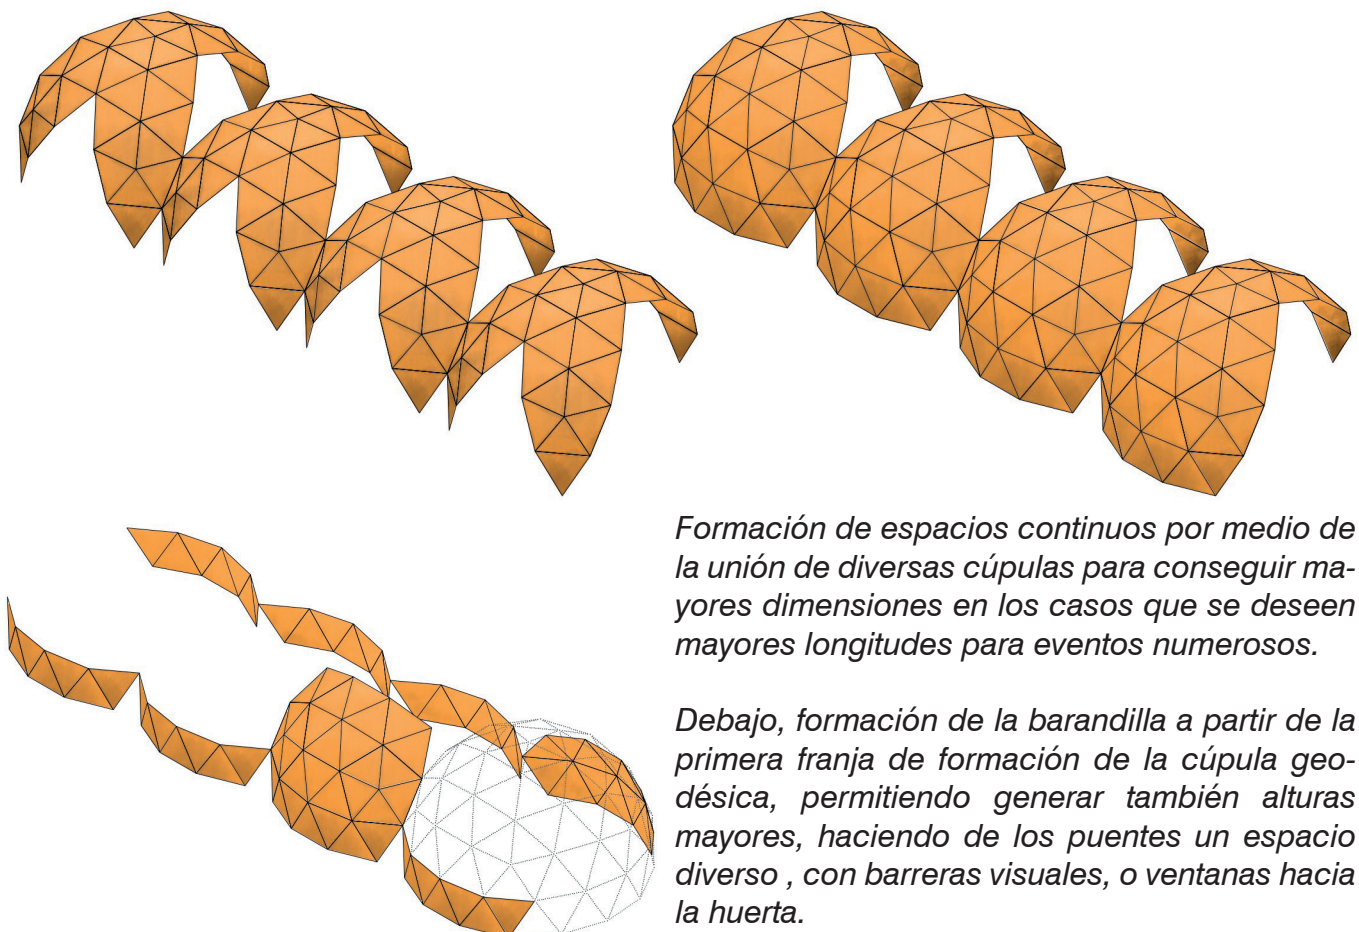 Formación de espacios continuos por medio de
la unión de diversas cúpulas para conseguir ma-
yores dimensiones en los casos que se deseen
mayores longitudes para eventos numerosos.
Debajo, formación de la barandilla a partir de la
primera franja de formación de la cúpula geo-
désica, permitiendo generar también alturas
mayores, haciendo de los puentes un espacio
diverso , con barreras visuales, o ventanas hacia
la huerta.